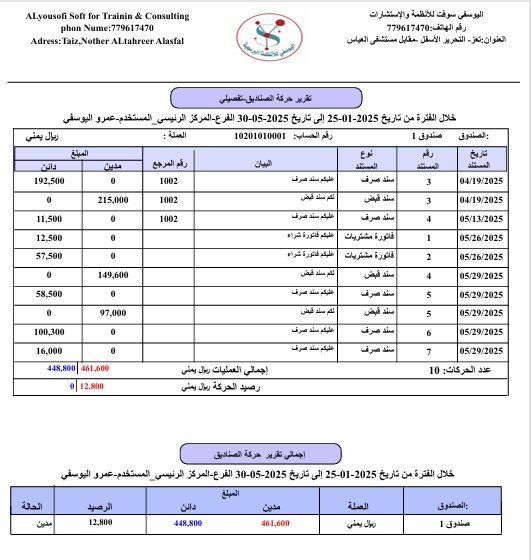 اليوسفي سوفت للأنظمة والإستشارات
رقم الهاتف:779617470
العنوان:تعز- التحرير الأسفل -مقابل مستشفى العباس
ALyousofi Soft for Trainin & Consulting
phon Nume:779617470
Adress:Taiz,Nother ALtahreer Alasfal
تقرير حركة الصناديق-تفصيلي
خلال الفترة من تاريخ 2025-01-25 إلى تاريخ 2025-05-30 الفرع-المركز الرئيسي_المستخدم-عمرو اليوسفي
الصندوق: صندوق 1 رقم الحساب: 10201010001 العملة : ريال يمني
تاريخ المستند رقم المستند نوع المستند البيان رقم المرجع المبلغ
مدين دائن
04/19/2025 3 سند صرف عليكم سند صرف 1002 0 192,500
04/19/2025 3 سند قبض لكم سند قبض 1002 215,000 0
05/13/2025 4 سند صرف عليكم سند صرف 1002 0 11,500
05/26/2025 1 فاتورة مشتريات عليكم فاتورة شراء 0 12,500
05/26/2025 2 فاتورة مشتريات عليكم فاتورة شراء 0 57,500
05/29/2025 4 سند قبض لكم سند قبض 149,600 0
05/29/2025 5 سند صرف عليكم سند صرف 0 58,500
05/29/2025 5 سند قبض لكم سند قبض 97,000 0
05/29/2025 6 سند صرف عليكم سند صرف 0 100,300
05/29/2025 7 سند صرف عليكم سند صرف 0 16,000
عدد الحركات: 10 إجمالي العمليات ريال يمني 461,600 448,800
رصيد الحركة ريال يمني 12,800 0
إجمالي تقرير حركة الصناديق
خلال الفترة من تاريخ 2025-01-25 إلى تاريخ 2025-05-30 الفرع-المركز الرئيسي_المستخدم-عمرو اليوسفي
الصندوق: العملة المبلغ الرصيد الحالة
مدين دائن
صندوق 1 ريال يمني 461,600 448,800 12,800 مدين